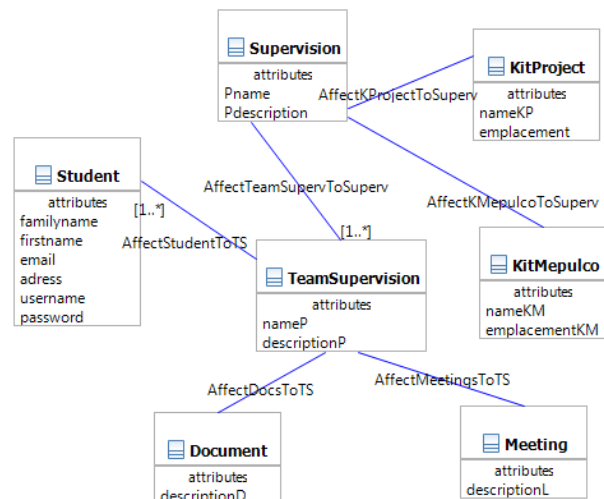 Supervision
attributes
Pname
Pdescription
AffectKProjectToSuperv
KitProject
attributes
nameKP
emplacement
Student
attributes
familyname
firstname
email
adress
username
password
[1..*]
AffectStudentToTS
AffectTeamSupervToSuperv
[1..*]
AffectKMepulcoToSuperv
TeamSupervision
attributes
nameP
descriptionP
KitMepulco
attributes
nameKM
emplacementKM
AffectDocsToTS
AffectMeetingsToTS
Document
attributes
descriptionD
Meeting
attributes
descriptionL